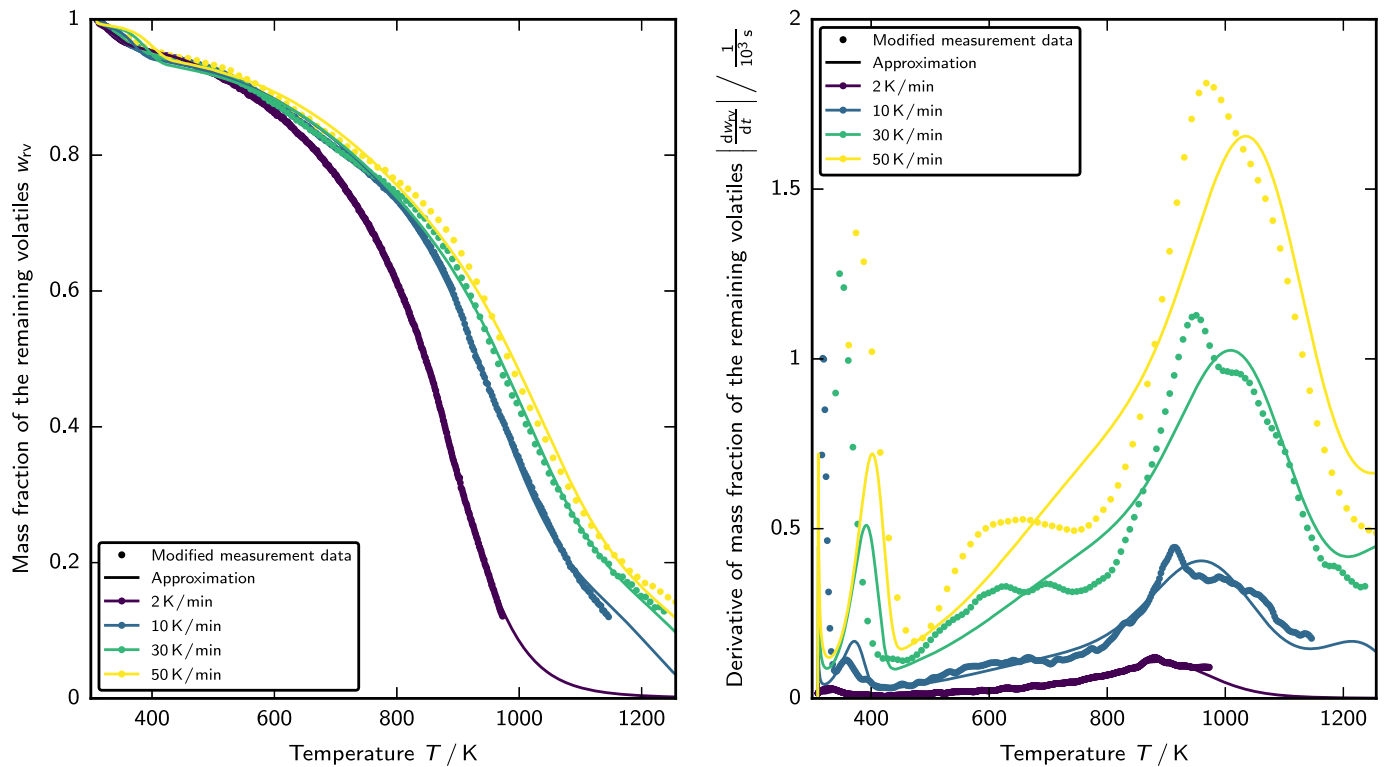 1
0.8
0.6
0.4
0.2
0
400
600
800
1000
1200
Mass fraction of the remaining volatiles w_rv
Temperature T / K
Modified measurement data
Approximation
2 K / min
10 K / min
30 K / min
50 K / min
2
1.5
1
0.5
0
400
600
800
1000
1200
Derivative of mass fraction of the remaining volatiles |dw_rv/dt| / 1/10³ s
Temperature T / K
Modified measurement data
Approximation
2 K / min
10 K / min
30 K / min
50 K / min